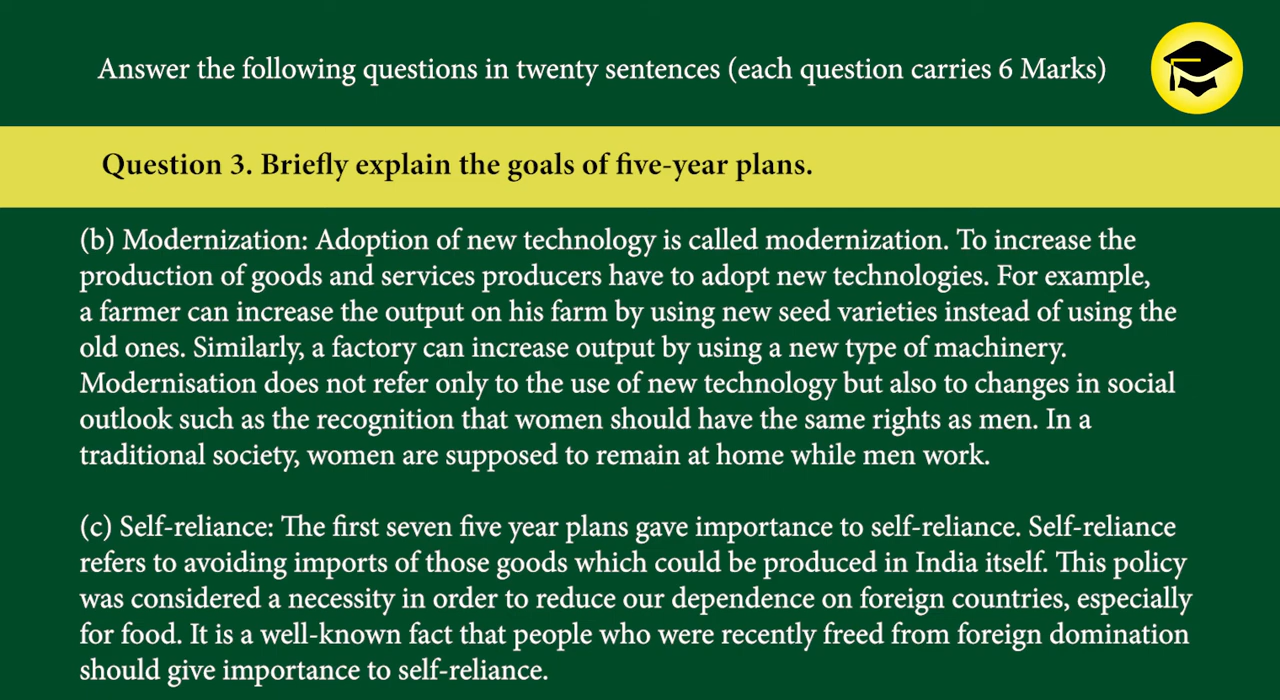 Answer the following questions in twenty sentences (each question carries 6 Marks)
Question 3. Briefly explain the goals of five-year plans.
(b) Modernization: Adoption of new technology is called modernization. To increase the
production of goods and services producers have to adopt new technologies. For example,
a farmer can increase the output on his farm by using new seed varieties instead of using the
old ones. Similarly, a factory can increase output by using a new type of machinery.
Modernisation does not refer only to the use of new technology but also to changes in social
outlook such as the recognition that women should have the same rights as men. In a
traditional society, women are supposed to remain at home while men work.
(c) Self-reliance: The first seven five year plans gave importance to self-reliance. Self-reliance
refers to avoiding imports of those goods which could be produced in India itself. This policy
was considered a necessity in order to reduce our dependence on foreign countries, especially
for food. It is a well-known fact that people who were recently freed from foreign domination
should give importance to self-reliance.